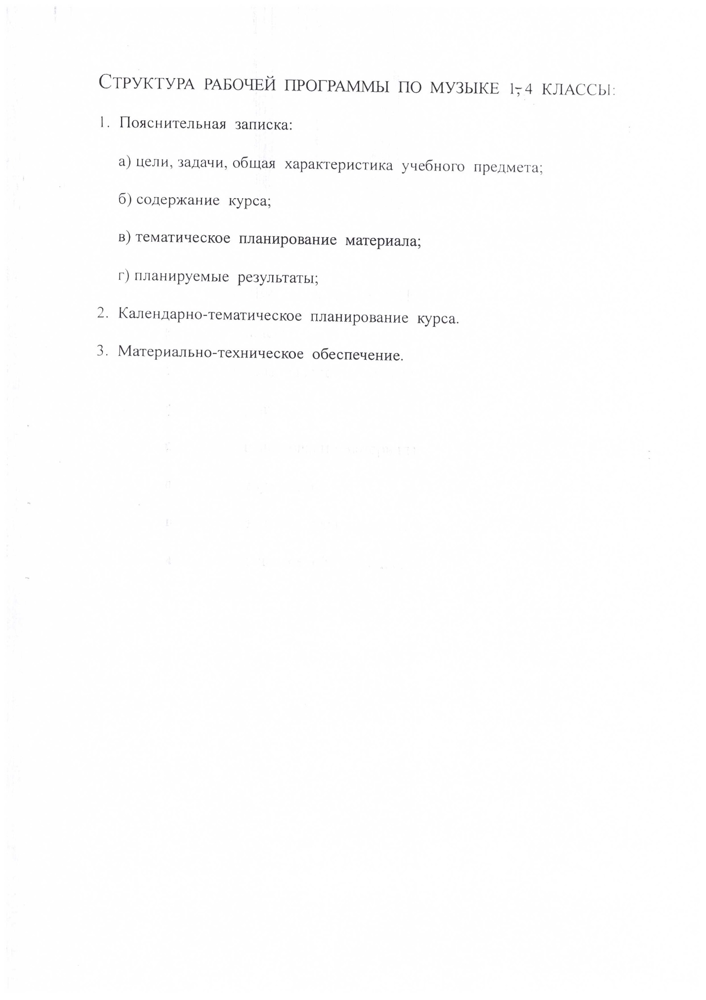 СТРУКТУРА РАБОЧЕЙ ПРОГРАММЫ ПО МУЗЫКЕ 1-4 КЛАССЫ:
1. Пояснительная записка:
а) цели, задачи, общая характеристика учебного предмета;
б) содержание курса;
в) тематическое планирование материала;
г) планируемые результаты;
2. Календарно-тематическое планирование курса.
3. Материально-техническое обеспечение.